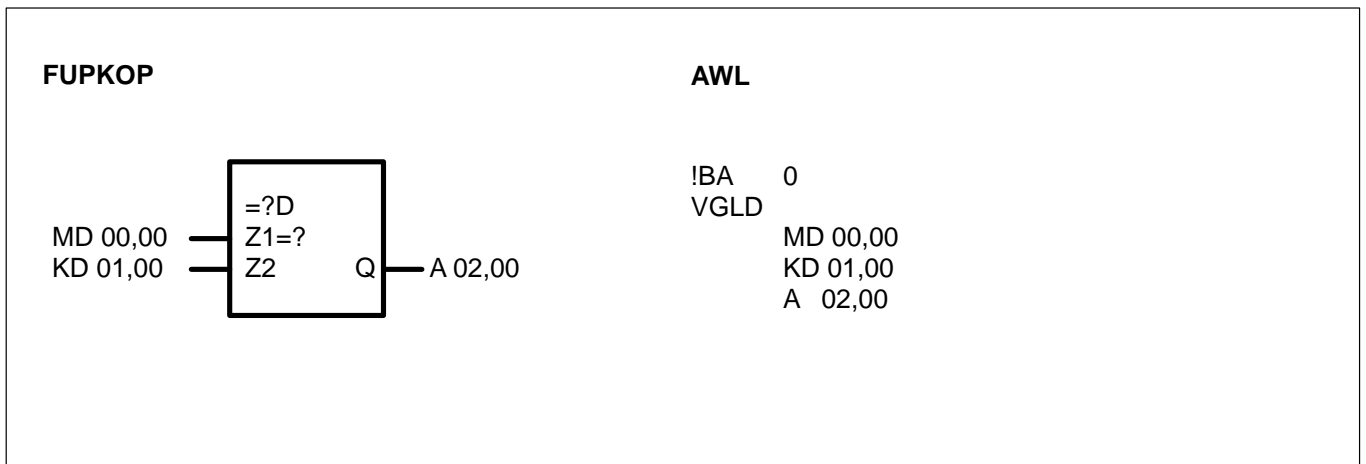 FUPKOP
=?D
MD 00,00 Z1=?
KD 01,00 Z2 Q A 02,00
AWL
!BA 0
VGLD
MD 00,00
KD 01,00
A 02,00